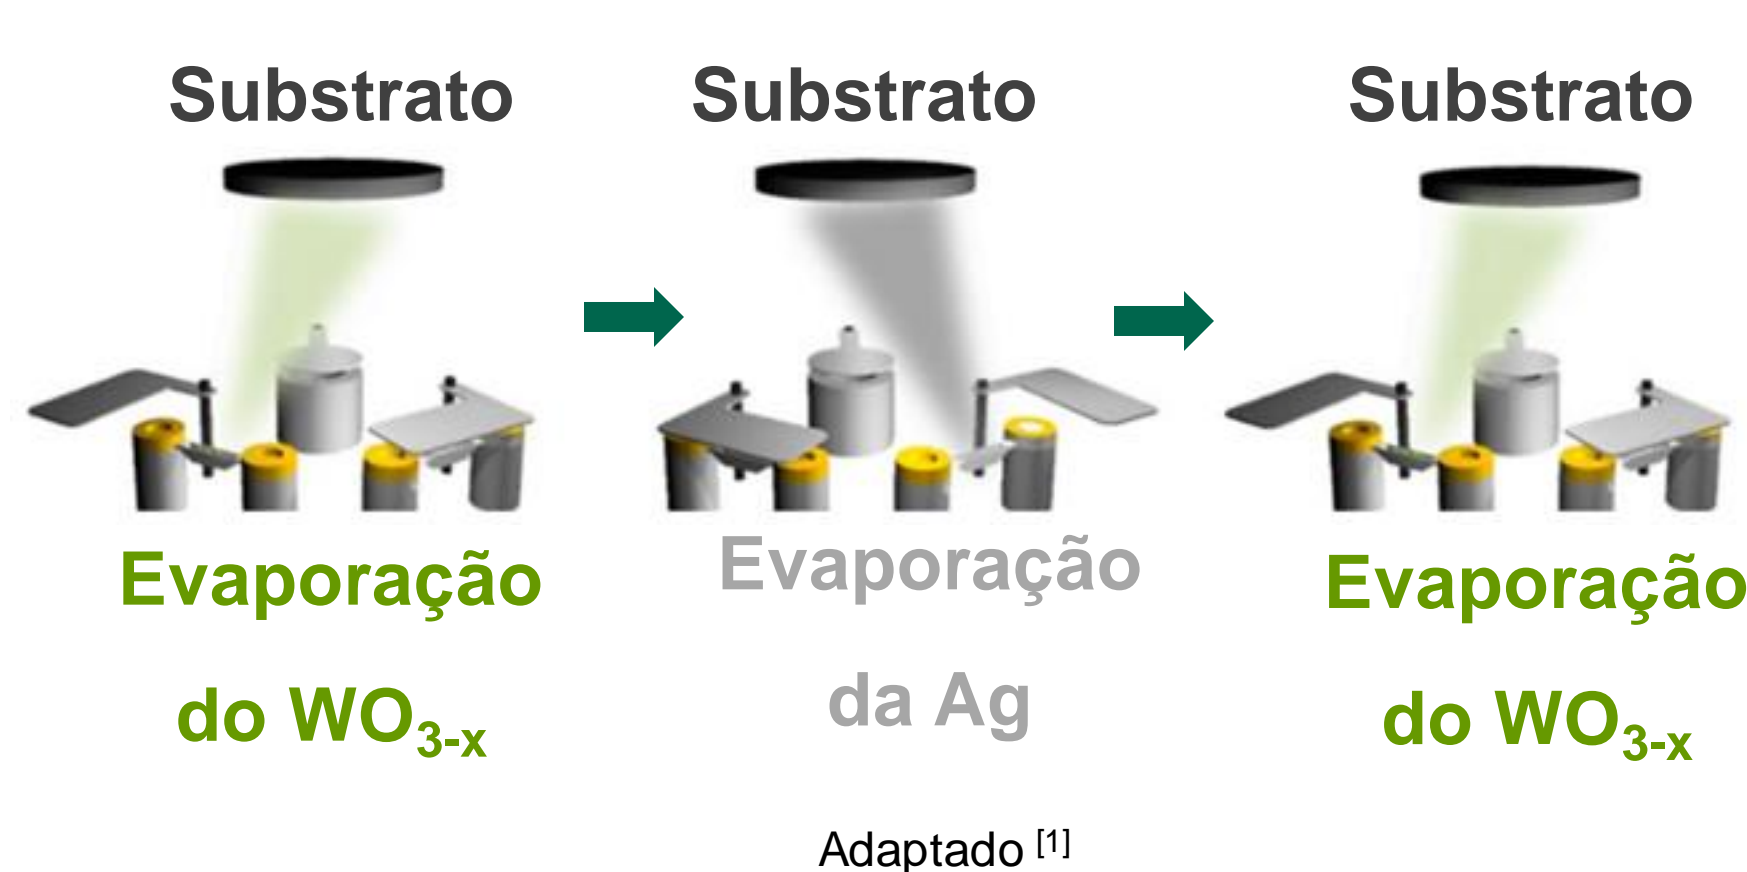 Substrato
Substrato
Substrato
Evaporação
do WO3-x
Evaporação
da Ag
Evaporação
do WO3-x
Adaptado [1]